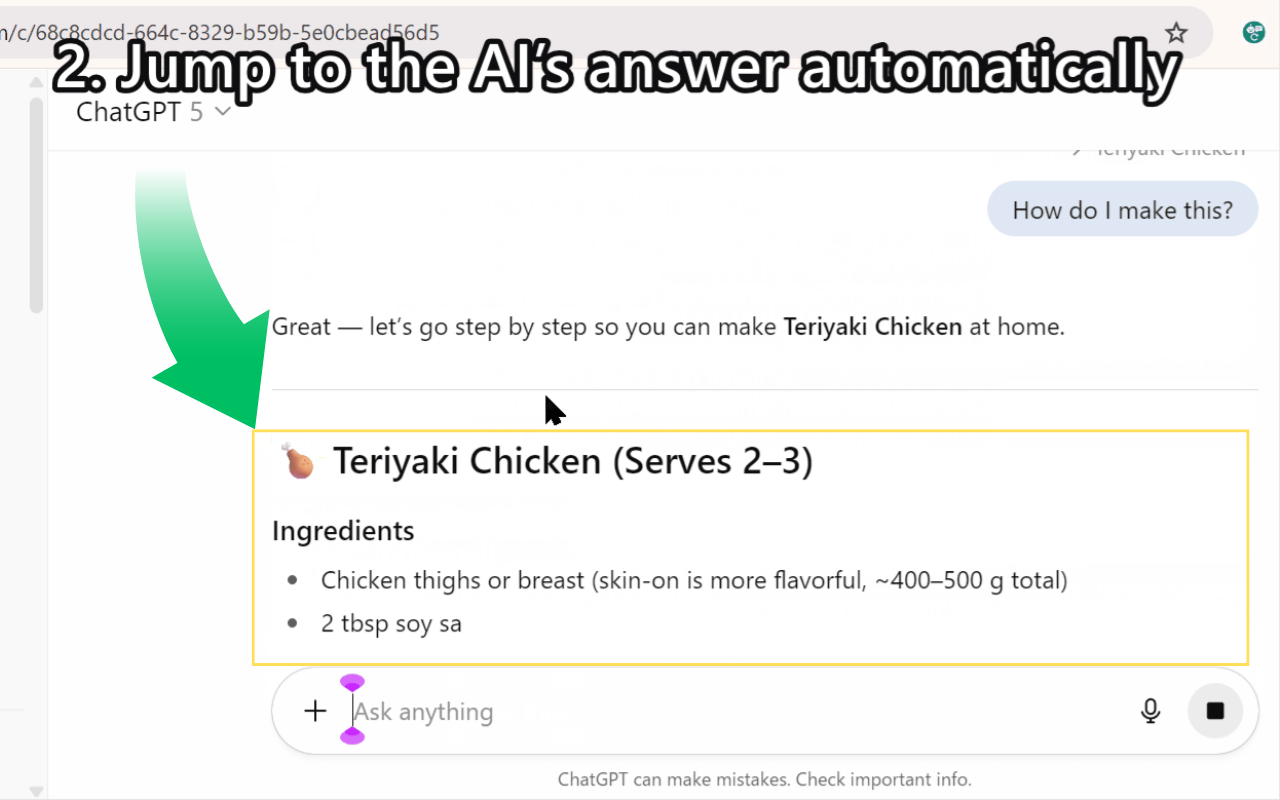 n/c/68c8cdcd-664c-8329-b59b-5e0cbead56d5
2. Jump to the AI's answer automatically
ChatGPT 5
Teriyaki Chicken
How do I make this?
Great — let's go step by step so you can make Teriyaki Chicken at home.
Teriyaki Chicken (Serves 2–3)
Ingredients
• Chicken thighs or breast (skin-on is more flavorful, ~400–500 g total)
• 2 tbsp soy sa
Ask anything
ChatGPT can make mistakes. Check important info.